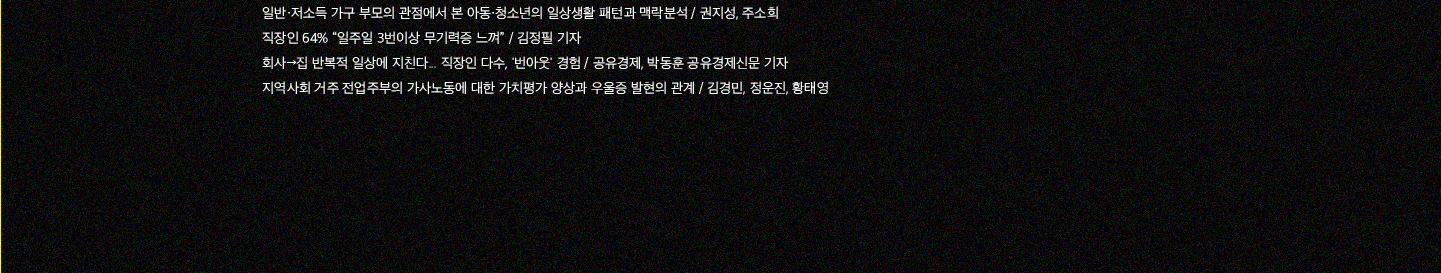 일반·저소득 가구 부모의 관점에서 본 아동·청소년의 일상생활 패턴과 맥락분석 / 권지성, 주소희
직장인 64% “일주일 3번이상 무기력증 느껴” / 김정필 기자
회사→집 반복적 일상에 지친다... 직장인 다수, '번아웃' 경험 / 공유경제, 박동훈 공유경제신문 기자
지역사회 거주 전업주부의 가사노동에 대한 가치평가 양상과 우울증 발현의 관계 / 김경민, 정운진, 황태영